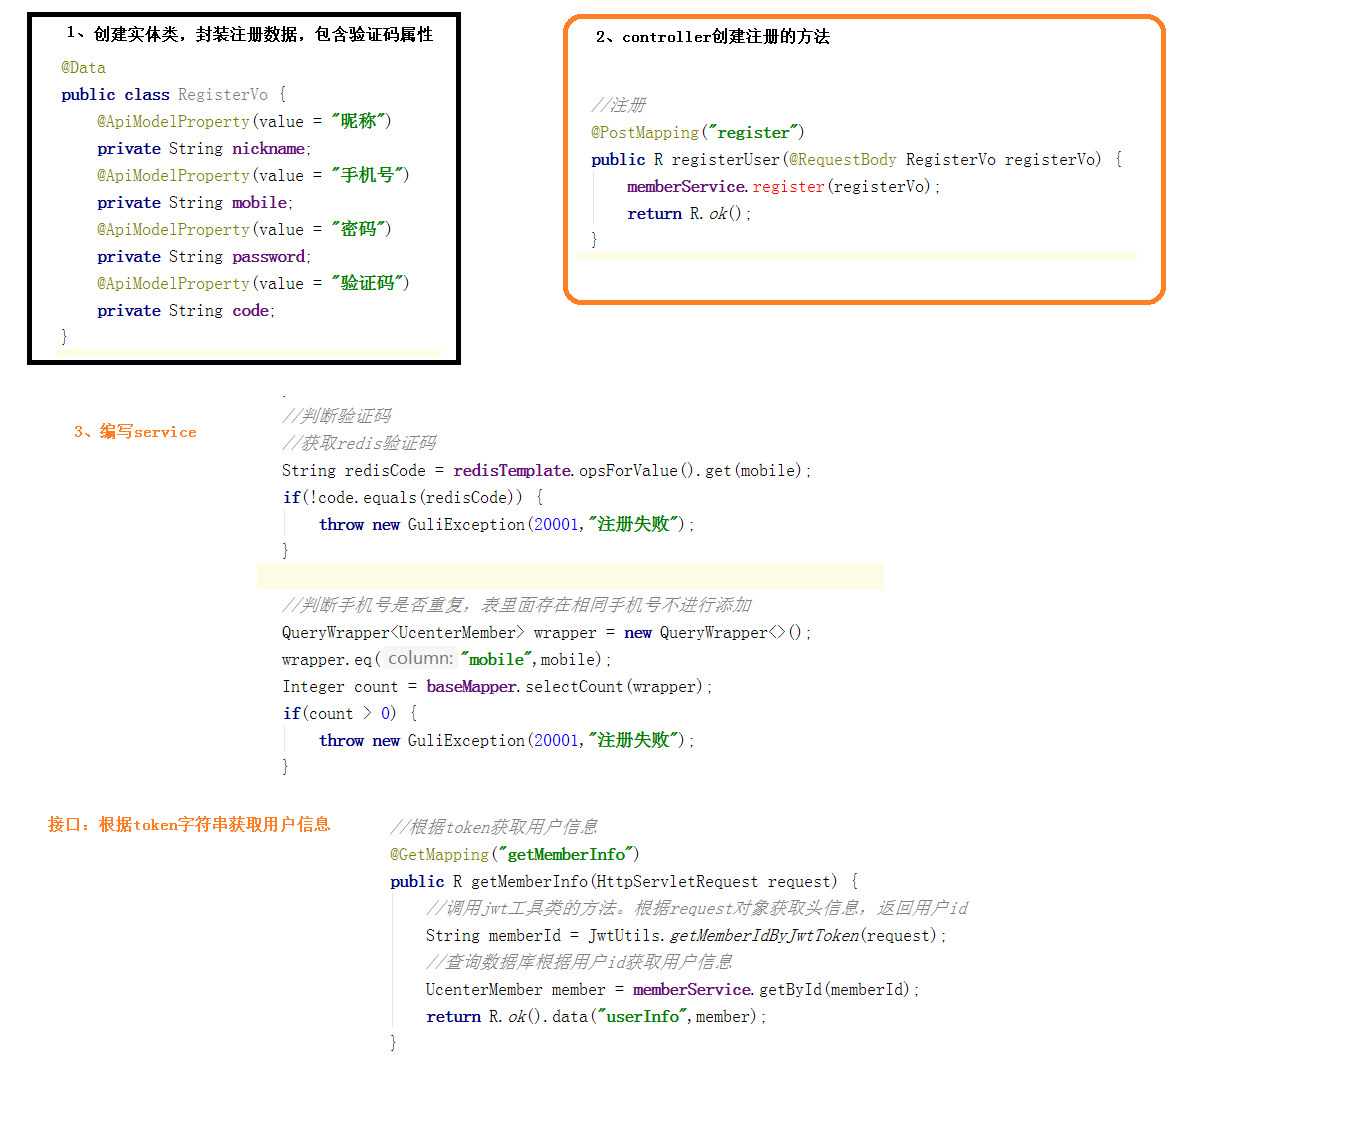 1、创建实体类，封装注册数据，包含验证码属性
@Data
public class RegisterVo {
@ApiModelProperty(value = "昵称")
private String nickname;
@ApiModelProperty(value = "手机号")
private String mobile;
@ApiModelProperty(value = "密码")
private String password;
@ApiModelProperty(value = "验证码")
private String code;
}
2、controller创建注册的方法
//注册
@PostMapping("register")
public R registerUser(@RequestBody RegisterVo registerVo) {
memberService.register(registerVo);
return R.ok();
}
3、编写service
//判断验证码
//获取redis验证码
String redisCode = redisTemplate.opsForValue().get(mobile);
if(!code.equals(redisCode)) {
throw new GuliException(20001,"注册失败");
}
//判断手机号是否重复，表里面存在相同手机号不进行添加
QueryWrapper<UcenterMember> wrapper = new QueryWrapper<>();
wrapper.eq( column: "mobile",mobile);
Integer count = baseMapper.selectCount(wrapper);
if(count > 0) {
throw new GuliException(20001,"注册失败");
}
接口：根据token字符串获取用户信息
//根据token获取用户信息
@GetMapping("getMemberInfo")
public R getMemberInfo(HttpServletRequest request) {
//调用jwt工具类的方法。根据request对象获取头信息，返回用户id
String memberId = JwtUtils.getMemberIdByJwtToken(request);
//查询数据库根据用户id获取用户信息
UcenterMember member = memberService.getById(memberId);
return R.ok().data("userInfo",member);
}